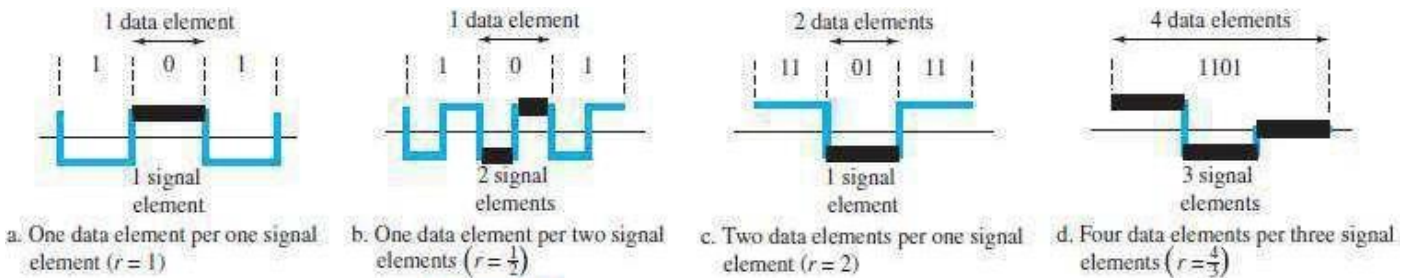 1 data element
1 0 1
1 signal
element
a. One data element per one signal
element (r = 1)
1 data element
1 0 1
2 signal
elements
b. One data element per two signal
elements (r = 1/2)
2 data elements
11 01 11
1 signal
element
c. Two data elements per one signal
element (r = 2)
4 data elements
1101
3 signal
elements
d. Four data elements per three signal
elements (r = 4/3)